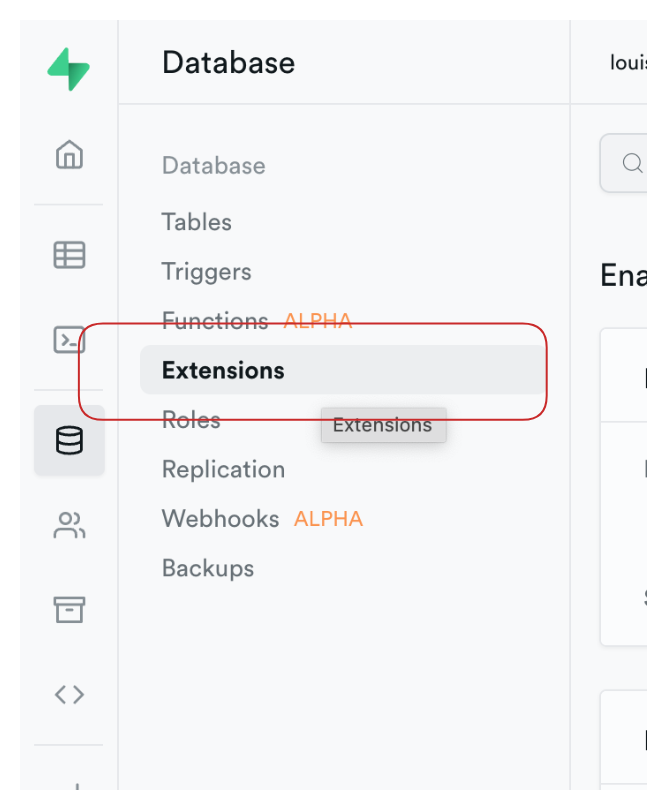 Database
louis
Database
Tables
Triggers
Ena
Functions ALPHA
Extensions
Roles
Extensions
Replication
Webhooks ALPHA
Backups